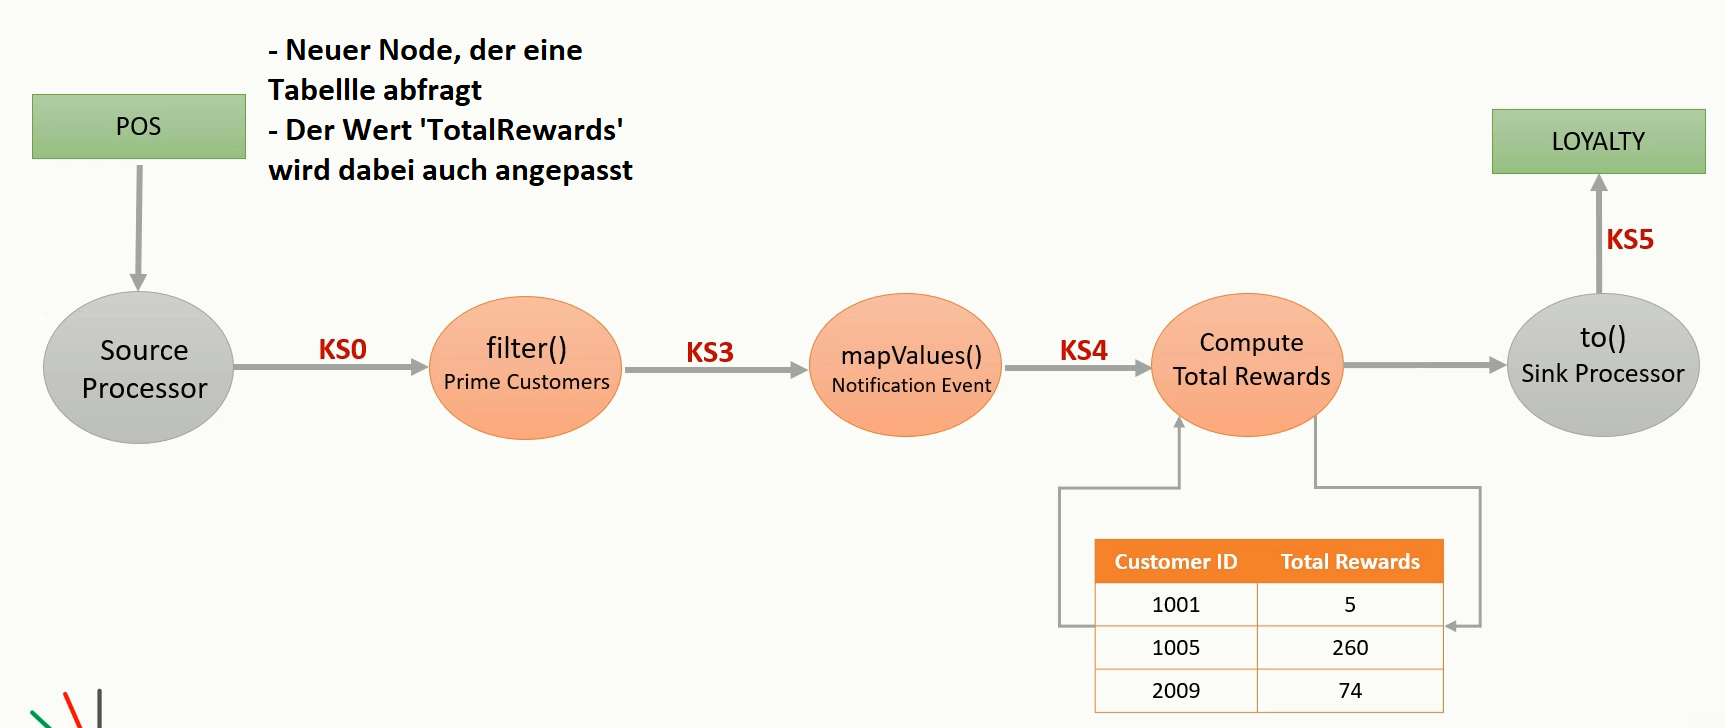 - Neuer Node, der eine
Tabellle abfragt
- Der Wert 'TotalRewards'
wird dabei auch angepasst
POS
LOYALTY
KS5
Source
Processor
KS0
filter()
Prime Customers
KS3
mapValues()
Notification Event
KS4
Compute
Total Rewards
to()
Sink Processor
Customer ID Total Rewards
1001 5
1005 260
2009 74